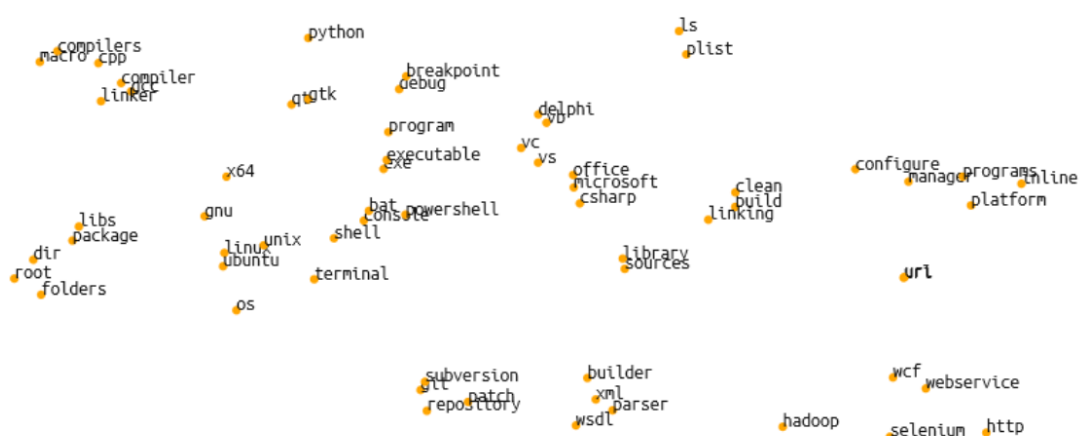 ls
python
plist
compilers
macro
cpp
breakpoint
compiler
debug
gcc
linker
qt
gtk
delphi
vb
program
vc
executable
vs
exe
configure
x64
office
programs
manager
inline
microsoft
clean
csharp
build
platform
bat
powershell
gnu
console
linking
libs
shell
package
unix
linux
dir
library
ubuntu
sources
root
terminal
url
folders
os
builder
wcf
subversion
git
webservice
xml
patch
repository
parser
wsdl
hadoop
http
selenium